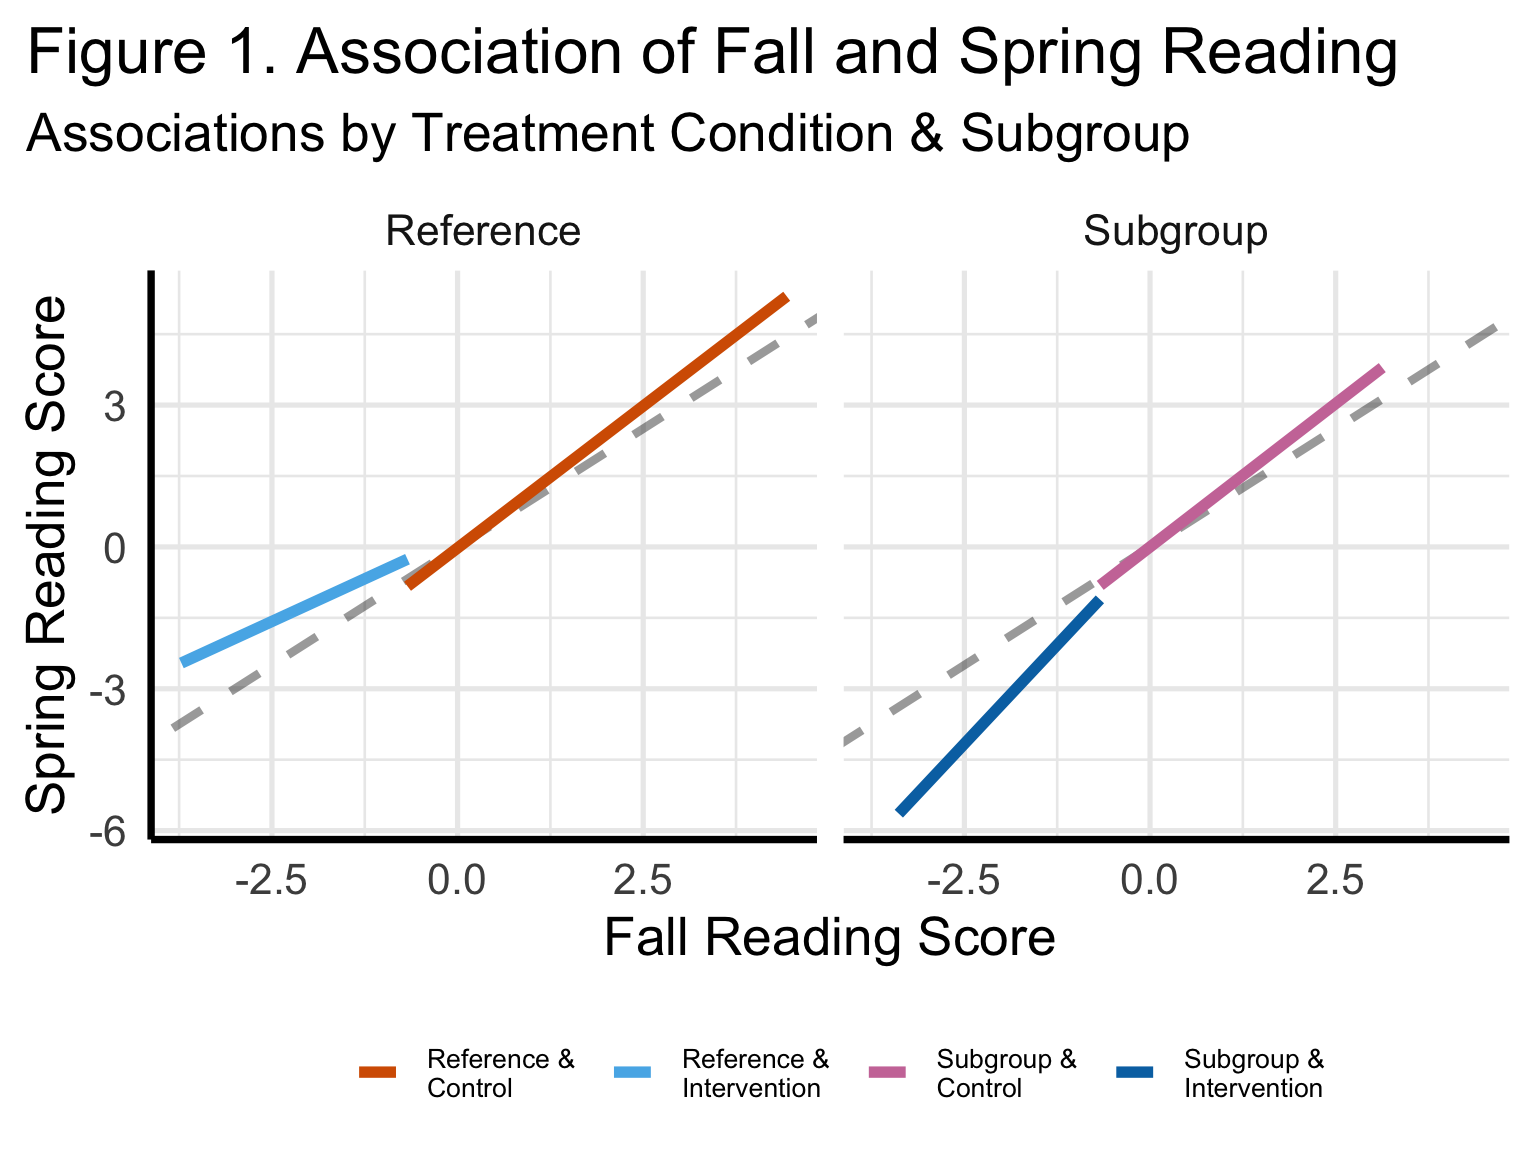 Figure 1. Association of Fall and Spring Reading
Associations by Treatment Condition & Subgroup
Reference
Subgroup
Spring Reading Score
3
0
-3
-6
-2.5
0.0
2.5
-2.5
0.0
2.5
Fall Reading Score
Reference &
Control
Reference &
Intervention
Subgroup &
Control
Subgroup &
Intervention